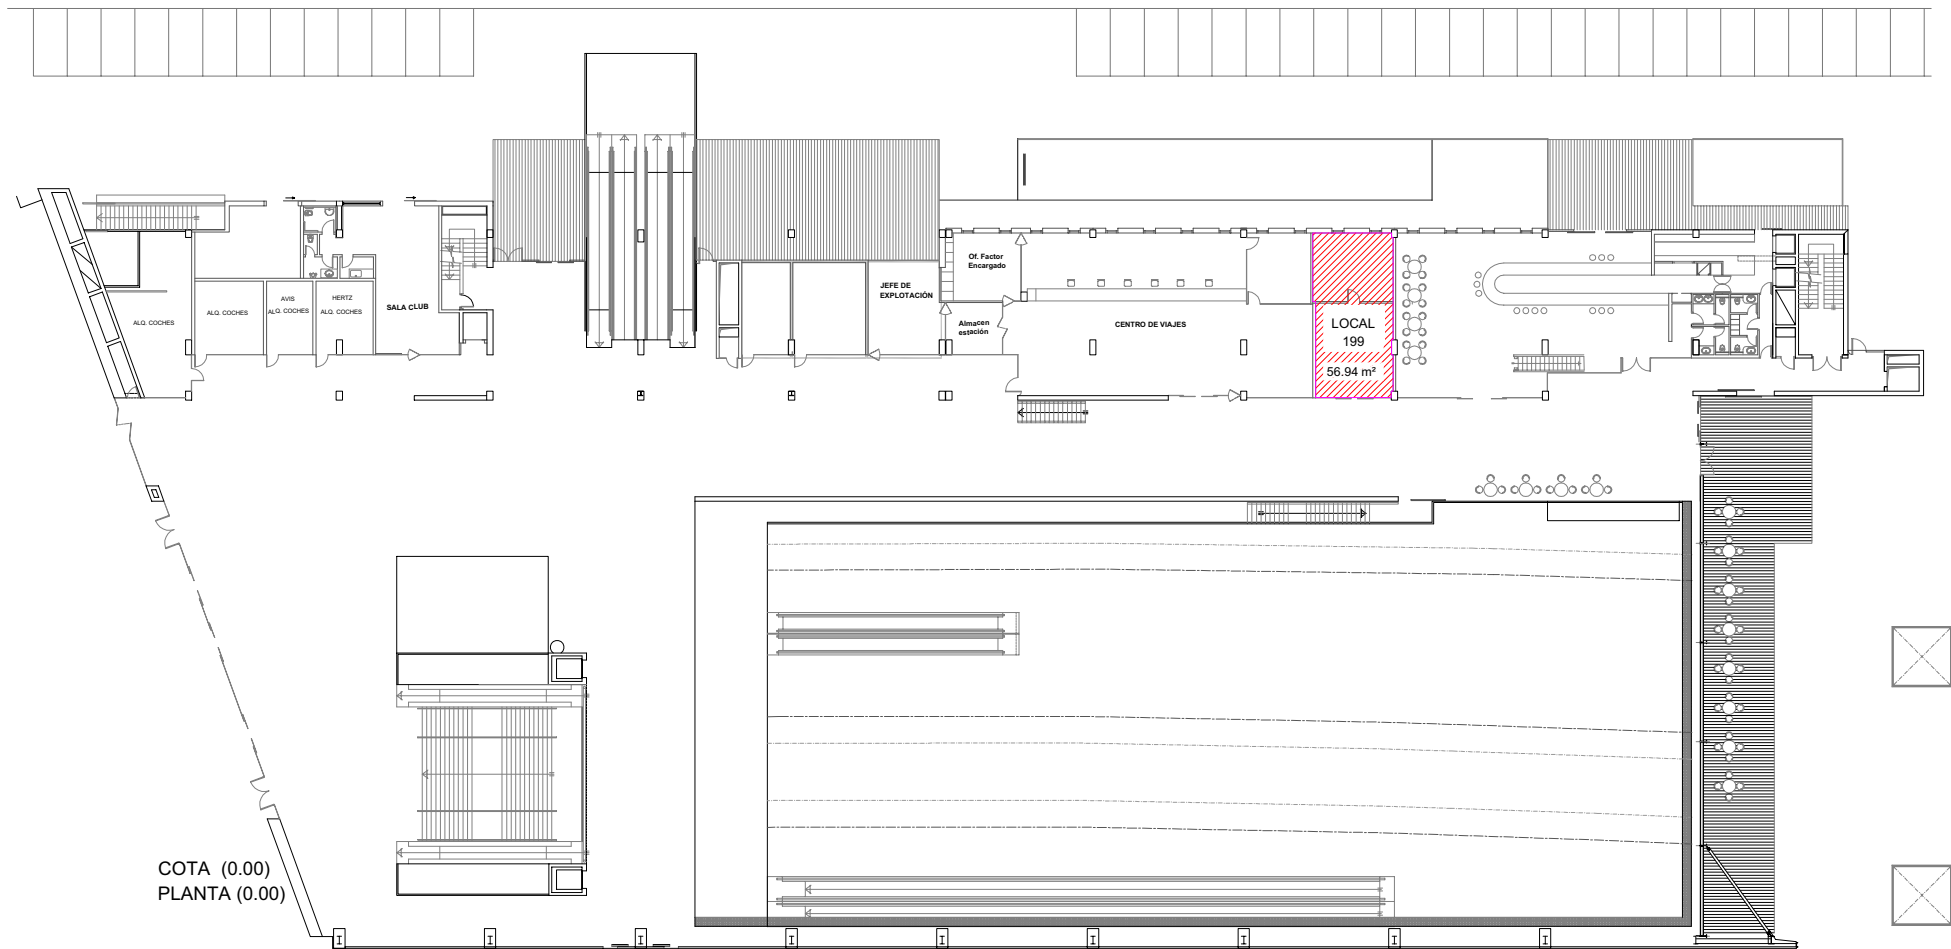 Of. Factor
Encargado
JEFE DE
EXPLOTACIÓN
AVIS
ALQ. COCHES
HERTZ
ALQ. COCHES
SALA CLUB
ALQ. COCHES
ALQ. COCHES
Almacen
estación
CENTRO DE VIAJES
LOCAL
199
56.94 m²
COTA (0.00)
PLANTA (0.00)